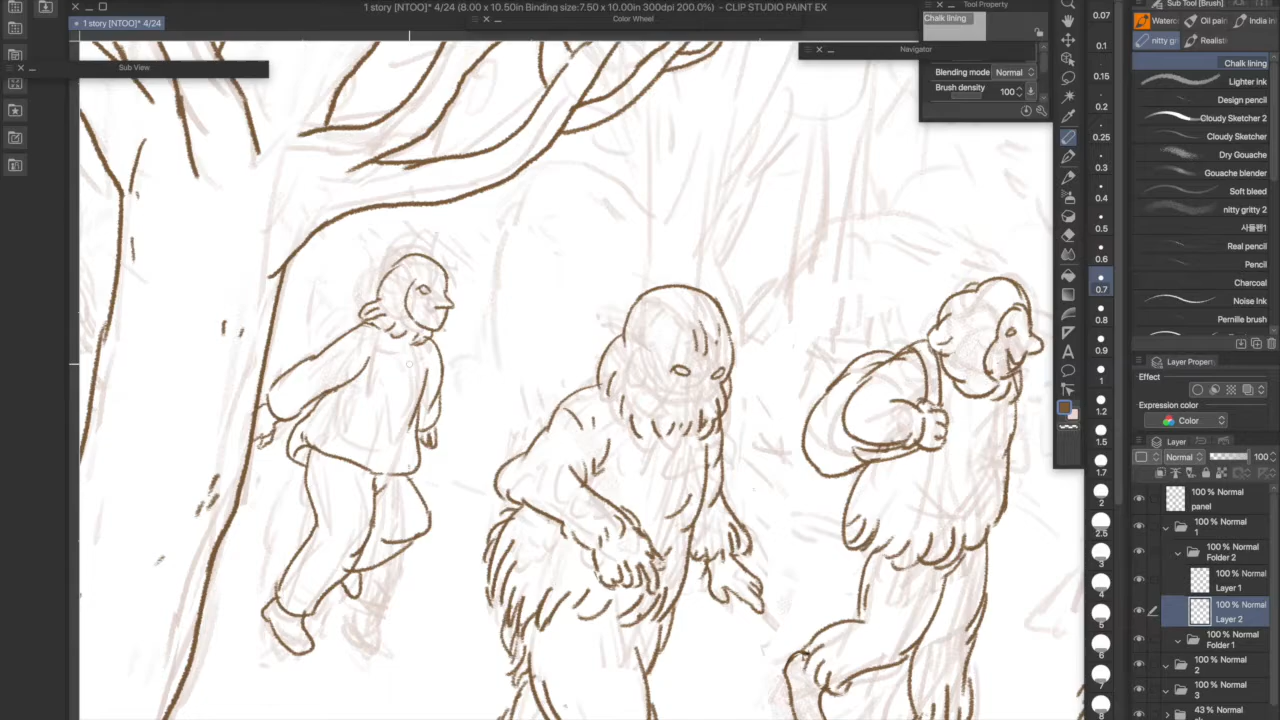 1 story [NTOO]* 4/24 (8.00 x 10.50in Binding size:7.50 x 10.00in 300dpi 200.0%) - CLIP STUDIO PAINT EX
1 story [NTOO]* 4/24
Color Wheel
Sub View
Navigator
Tool Property
Chalk lining
Blending mode Normal
Brush density 100
0.07
0.1
0.15
0.2
0.25
0.3
0.4
0.5
0.6
0.7
0.8
0.9
1
1.2
1.5
1.7
2
2.5
3
4
5
6
7
8
Sub Tool [Brush]
Waterc
Oil pain
India in
nitty gr
Realist
Chalk lining
Lighter ink
Design pencil
Cloudy Sketcher 2
Cloudy Sketcher
Dry Gouache
Gouache blender
Soft bleed
nitty gritty 2
Real pencil
Pencil
Charcoal
Noise Ink
Pernille brush
Layer Propert
Effect
Expression color
Color
Layer
Normal 100
100 % Normal
panel
100 % Normal
1
100 % Normal
Folder 2
100 % Normal
Layer 1
100 % Normal
Layer 2
100 % Normal
Folder 1
100 % Normal
2
100 % Normal
3
43 % Normal